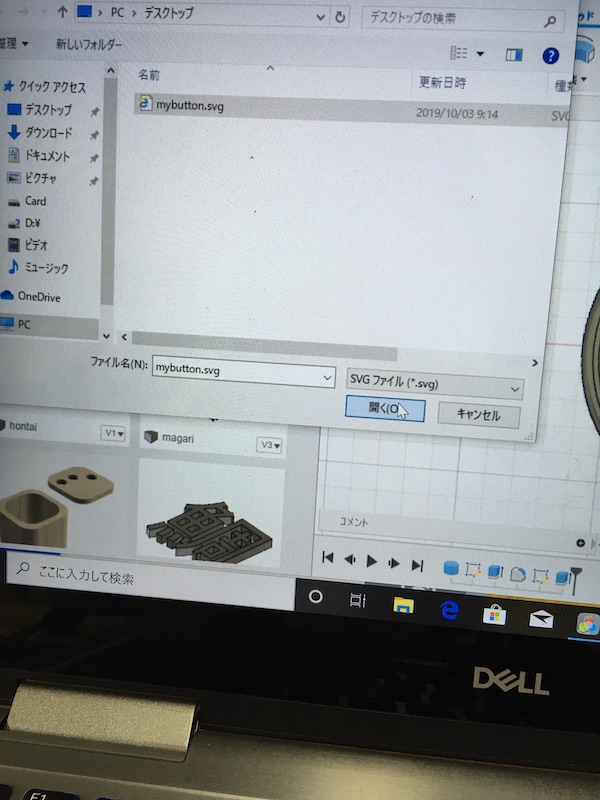 PC › デスクトップ
デスクトップの検索
整理
新しいフォルダー
クイック アクセス
デスクトップ
ダウンロード
ドキュメント
ピクチャ
Card
D:¥
ビデオ
ミュージック
OneDrive
PC
名前
更新日時
種類
mybutton.svg
2019/10/03 9:14
SVG
ファイル名(N):
mybutton.svg
SVG ファイル (*.svg)
開く(O)
キャンセル
hontai
V1
magari
V3
コメント
ここに入力して検索
DELL
F1